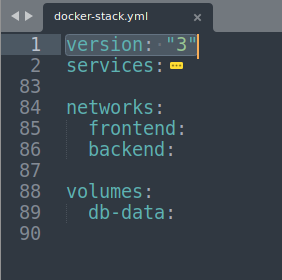 docker-stack.yml
1 version: "3"
2 services:
83
84 networks:
85   frontend:
86   backend:
87
88 volumes:
89   db-data:
90